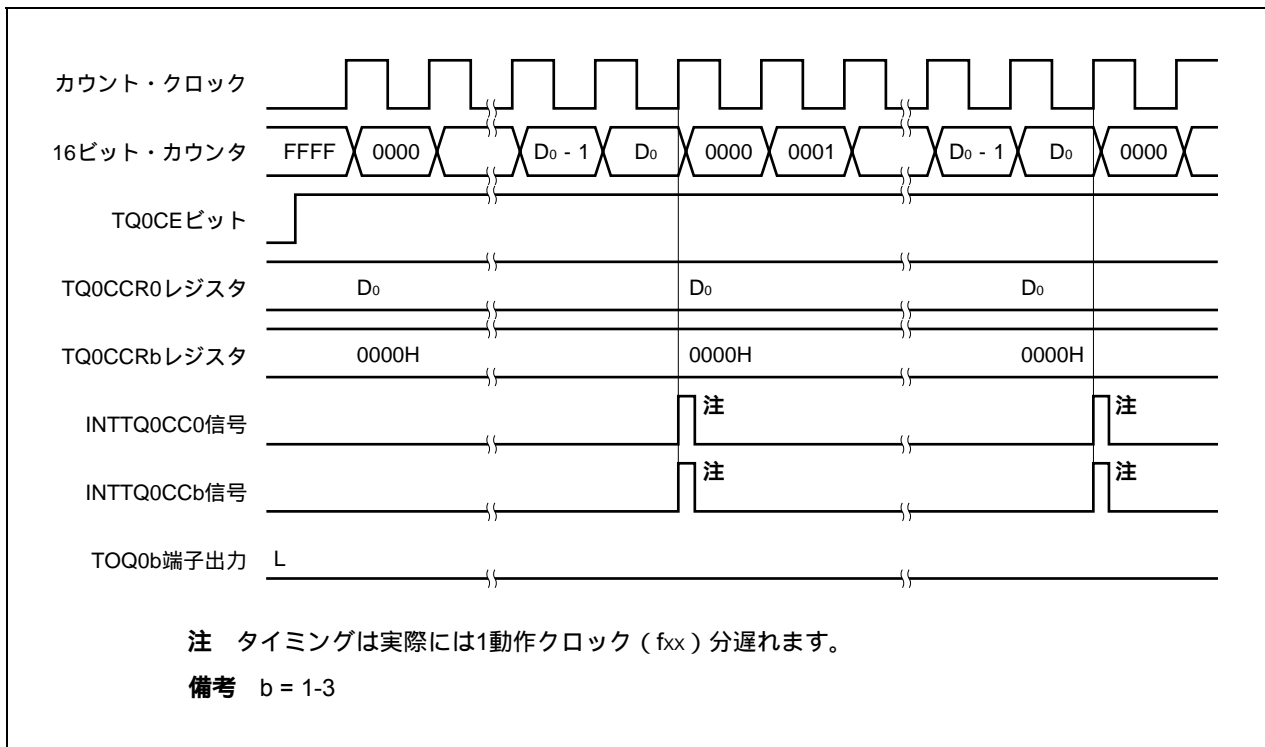 カウント・クロック
16ビット・カウンタ FFFF 0000 D0 - 1 D0 0000 0001 D0 - 1 D0 0000
TQ0CEビット
TQ0CCR0レジスタ D0 D0 D0
TQ0CCRbレジスタ 0000H 0000H 0000H
INTTQ0CC0信号 注 注
INTTQ0CCb信号 注 注
TOQ0b端子出力 L
注 タイミングは実際には1動作クロック（fxx）分遅れます。
備考 b = 1-3